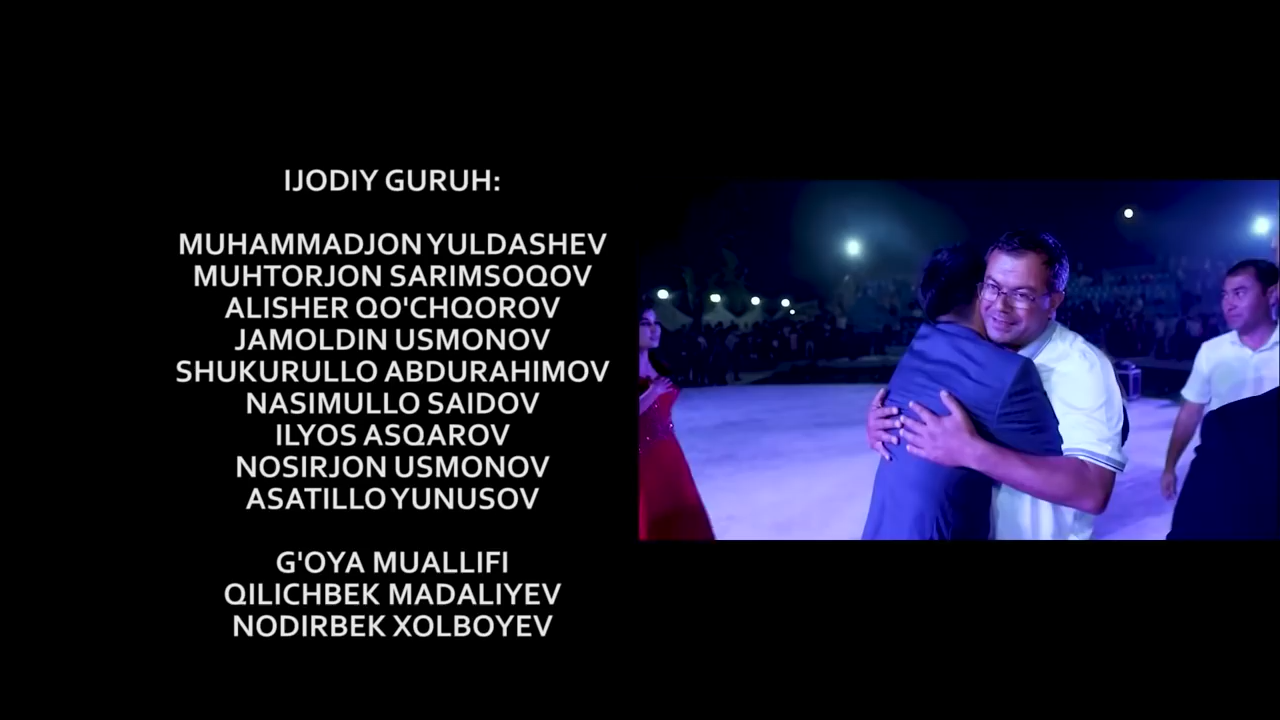 IJODIY GURUH:
MUHAMMADJON YULDASHEV
MUHTORJON SARIMSOQOV
ALISHER QO'CHQOROV
JAMOLDIN USMONOV
SHUKURULLO ABDURAHIMOV
NASIMULLO SAIDOV
ILYOS ASQAROV
NOSIRJON USMONOV
ASATILLO YUNUSOV
G'OYA MUALLIFI
QILICHBEK MADALIYEV
NODIRBEK XOLBOYEV